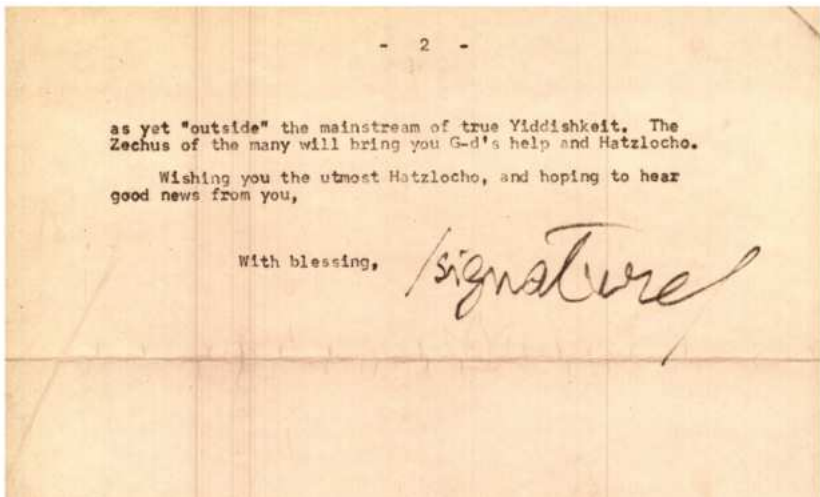 - 2 -
as yet "outside" the mainstream of true Yiddishkeit. The
Zechus of the many will bring you G-d's help and Hatzlocho.
Wishing you the utmost Hatzlocho, and hoping to hear
good news from you,
With blessing, /signature/